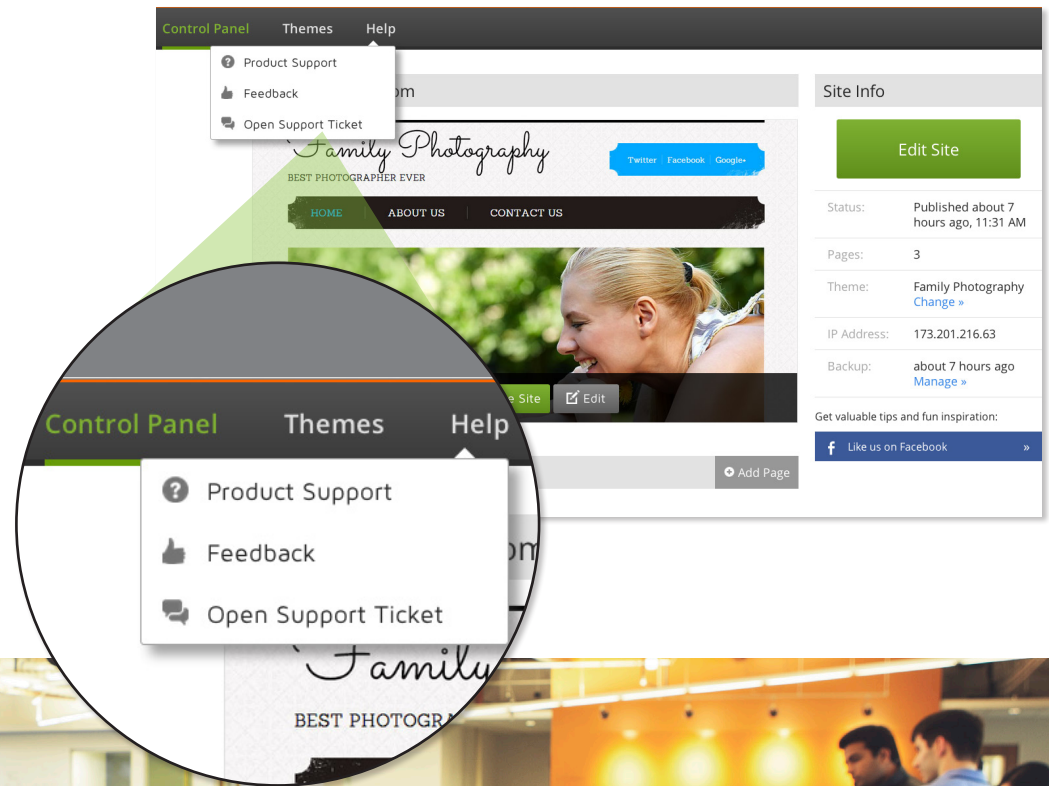 Control Panel Themes Help
Product Support
Feedback
Open Support Ticket
om
Family Photography
BEST PHOTOGRAPHER EVER
Twitter Facebook Google+
HOME ABOUT US CONTACT US
e Site Edit
Add Page
Site Info
Edit Site
Status: Published about 7
hours ago, 11:31 AM
Pages: 3
Theme: Family Photography
Change »
IP Address: 173.201.216.63
Backup: about 7 hours ago
Manage »
Get valuable tips and fun inspiration:
f Like us on Facebook »
Control Panel Themes Help
Product Support
Feedback
Open Support Ticket
om
Family
BEST PHOTOGRA